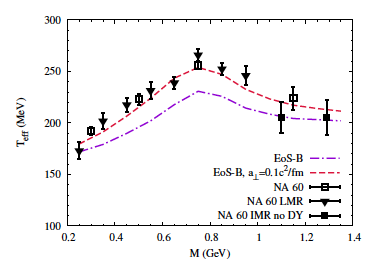 300
250
200
150
100
T_eff (MeV)
0.2 0.4 0.6 0.8 1 1.2 1.4
M (GeV)
EoS-B
EoS-B, a⊥=0.1c²/fm
NA 60
NA 60 LMR
NA 60 IMR no DY